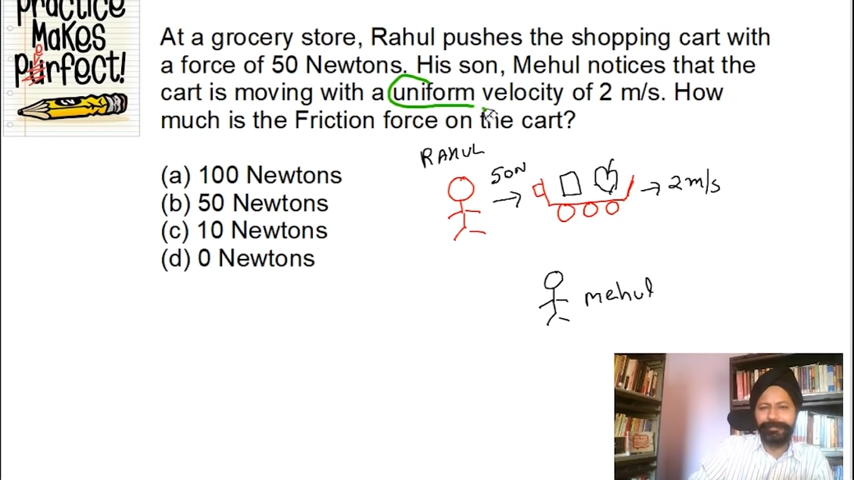 Practice
Makes
Perfect!
At a grocery store, Rahul pushes the shopping cart with
a force of 50 Newtons. His son, Mehul notices that the
cart is moving with a uniform velocity of 2 m/s. How
much is the Friction force on the cart?
(a) 100 Newtons
(b) 50 Newtons
(c) 10 Newtons
(d) 0 Newtons
RAHUL
50N
2m/s
mehul